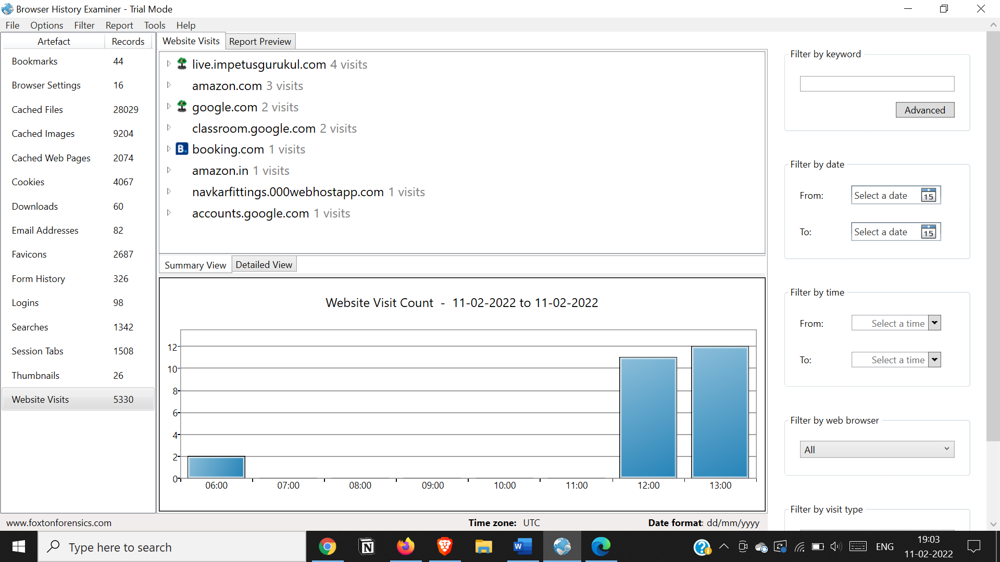 Browser History Examiner - Trial Mode
File Options Filter Report Tools Help
Artefact Records
Bookmarks 44
Browser Settings 16
Cached Files 28029
Cached Images 9204
Cached Web Pages 2074
Cookies 4067
Downloads 60
Email Addresses 82
Favicons 2687
Form History 326
Logins 98
Searches 1342
Session Tabs 1508
Thumbnails 26
Website Visits 5330
Website Visits Report Preview
live.impetusgurukul.com 4 visits
amazon.com 3 visits
google.com 2 visits
classroom.google.com 2 visits
B. booking.com 1 visits
amazon.in 1 visits
navkarfittings.000webhostapp.com 1 visits
accounts.google.com 1 visits
Summary View Detailed View
Website Visit Count - 11-02-2022 to 11-02-2022
12
10
8
6
4
2
0
06:00 07:00 08:00 09:00 10:00 11:00 12:00 13:00
Filter by keyword
Advanced
Filter by date
From: Select a date 15
To: Select a date 15
Filter by time
From: Select a time
To: Select a time
Filter by web browser
All
Filter by visit type
www.foxtonforensics.com Time zone: UTC Date format: dd/mm/yyyy
Type here to search
N
W
?
ENG
19:03
11-02-2022